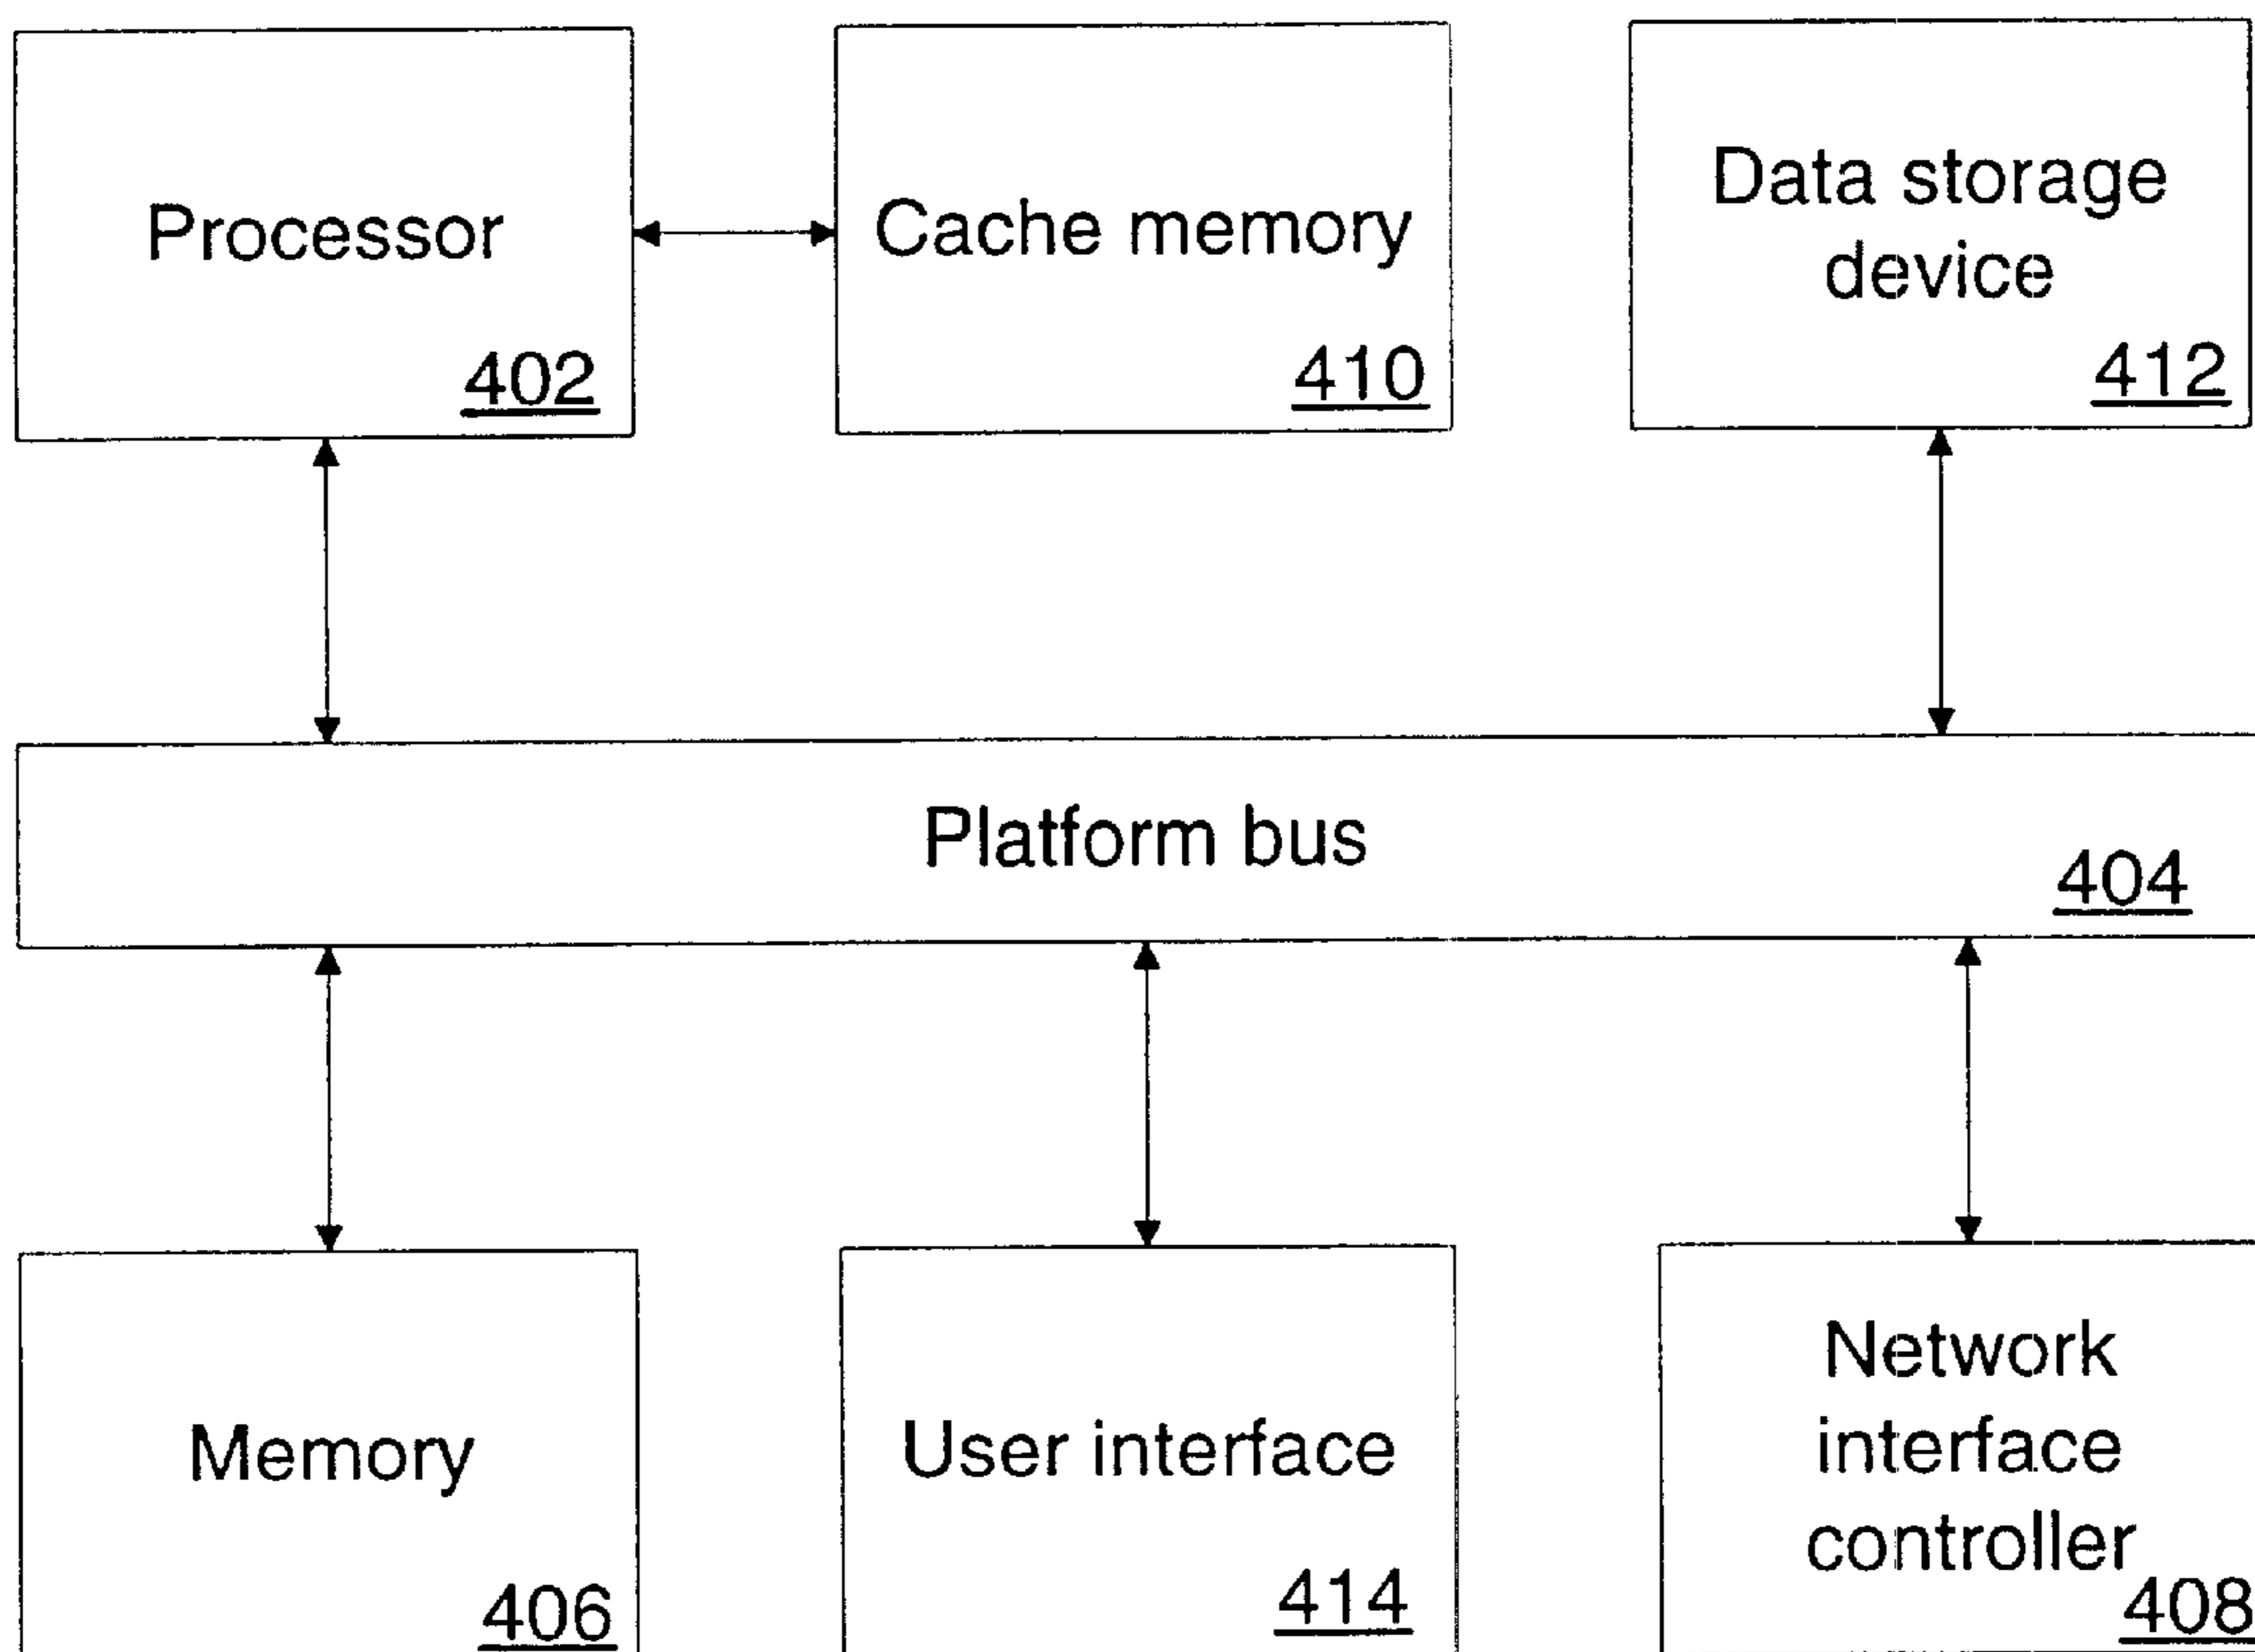 Processor
402
Cache memory
410
Data storage
device
412
Platform bus
404
Memory
406
User interface
414
Network
interface
controller
408